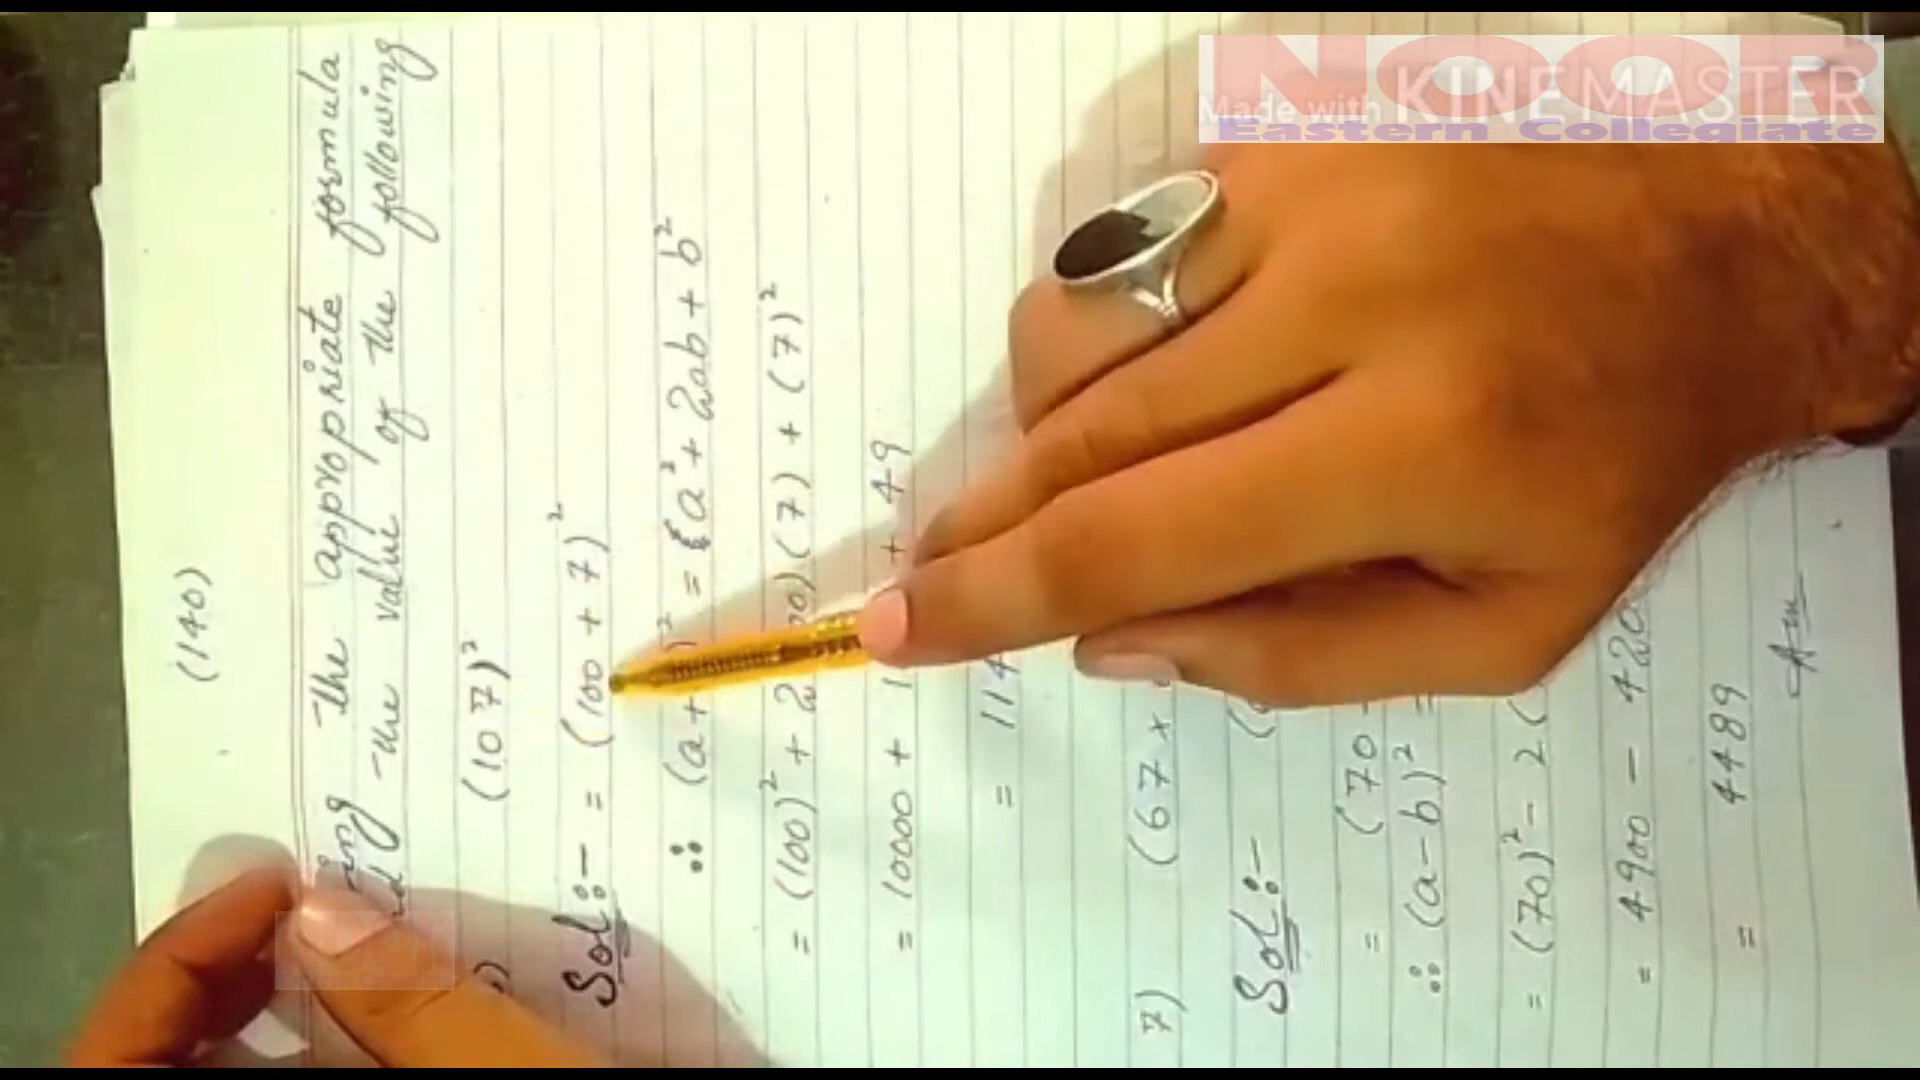 (140)
the appropriate formula
the value of the following
(107)²
Sol:- = (100 + 7)²
∴ (a+ )² = (a² + 2ab + b²
= (100)² + 2 (7) + (7)²
= 10000 + 1 + 49
= 114
7) (67 ×
Sol:- (
= (70 -
∴ (a-b)² =
= (70)² - 2(
= 4900 - 420
= 4489
Ans
NOOR
Made with KINEMASTER
Eastern Collegiate